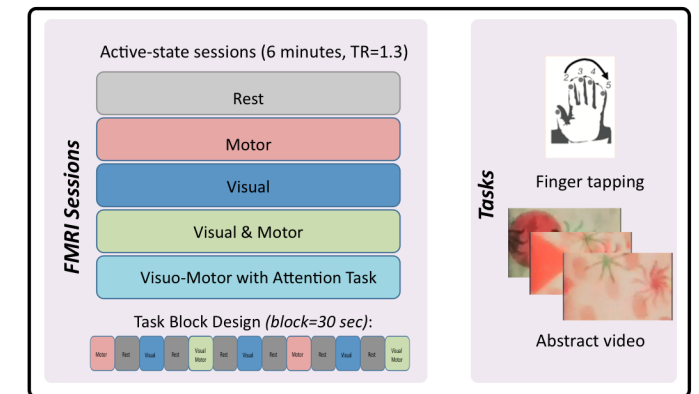 Active-state sessions (6 minutes, TR=1.3)
FMRI Sessions
Rest
Motor
Visual
Visual & Motor
Visuo-Motor with Attention Task
Task Block Design (block=30 sec):
Motor
Rest
Visual
Rest
Visual
Motor
Rest
Visual
Rest
Motor
Rest
Visual
Rest
Visual
Motor
Tasks
2 3 4 5
Finger tapping
Abstract video